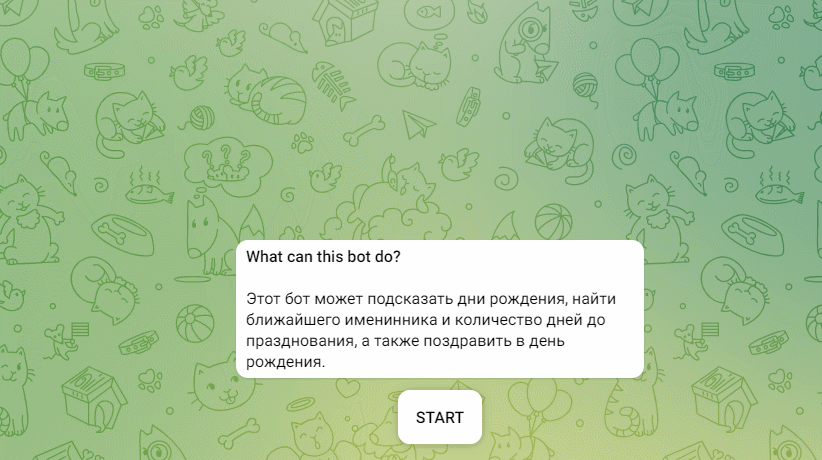 What can this bot do?
Этот бот может подсказать дни рождения, найти
ближайшего именинника и количество дней до
празднования, а также поздравить в день
рождения.
START